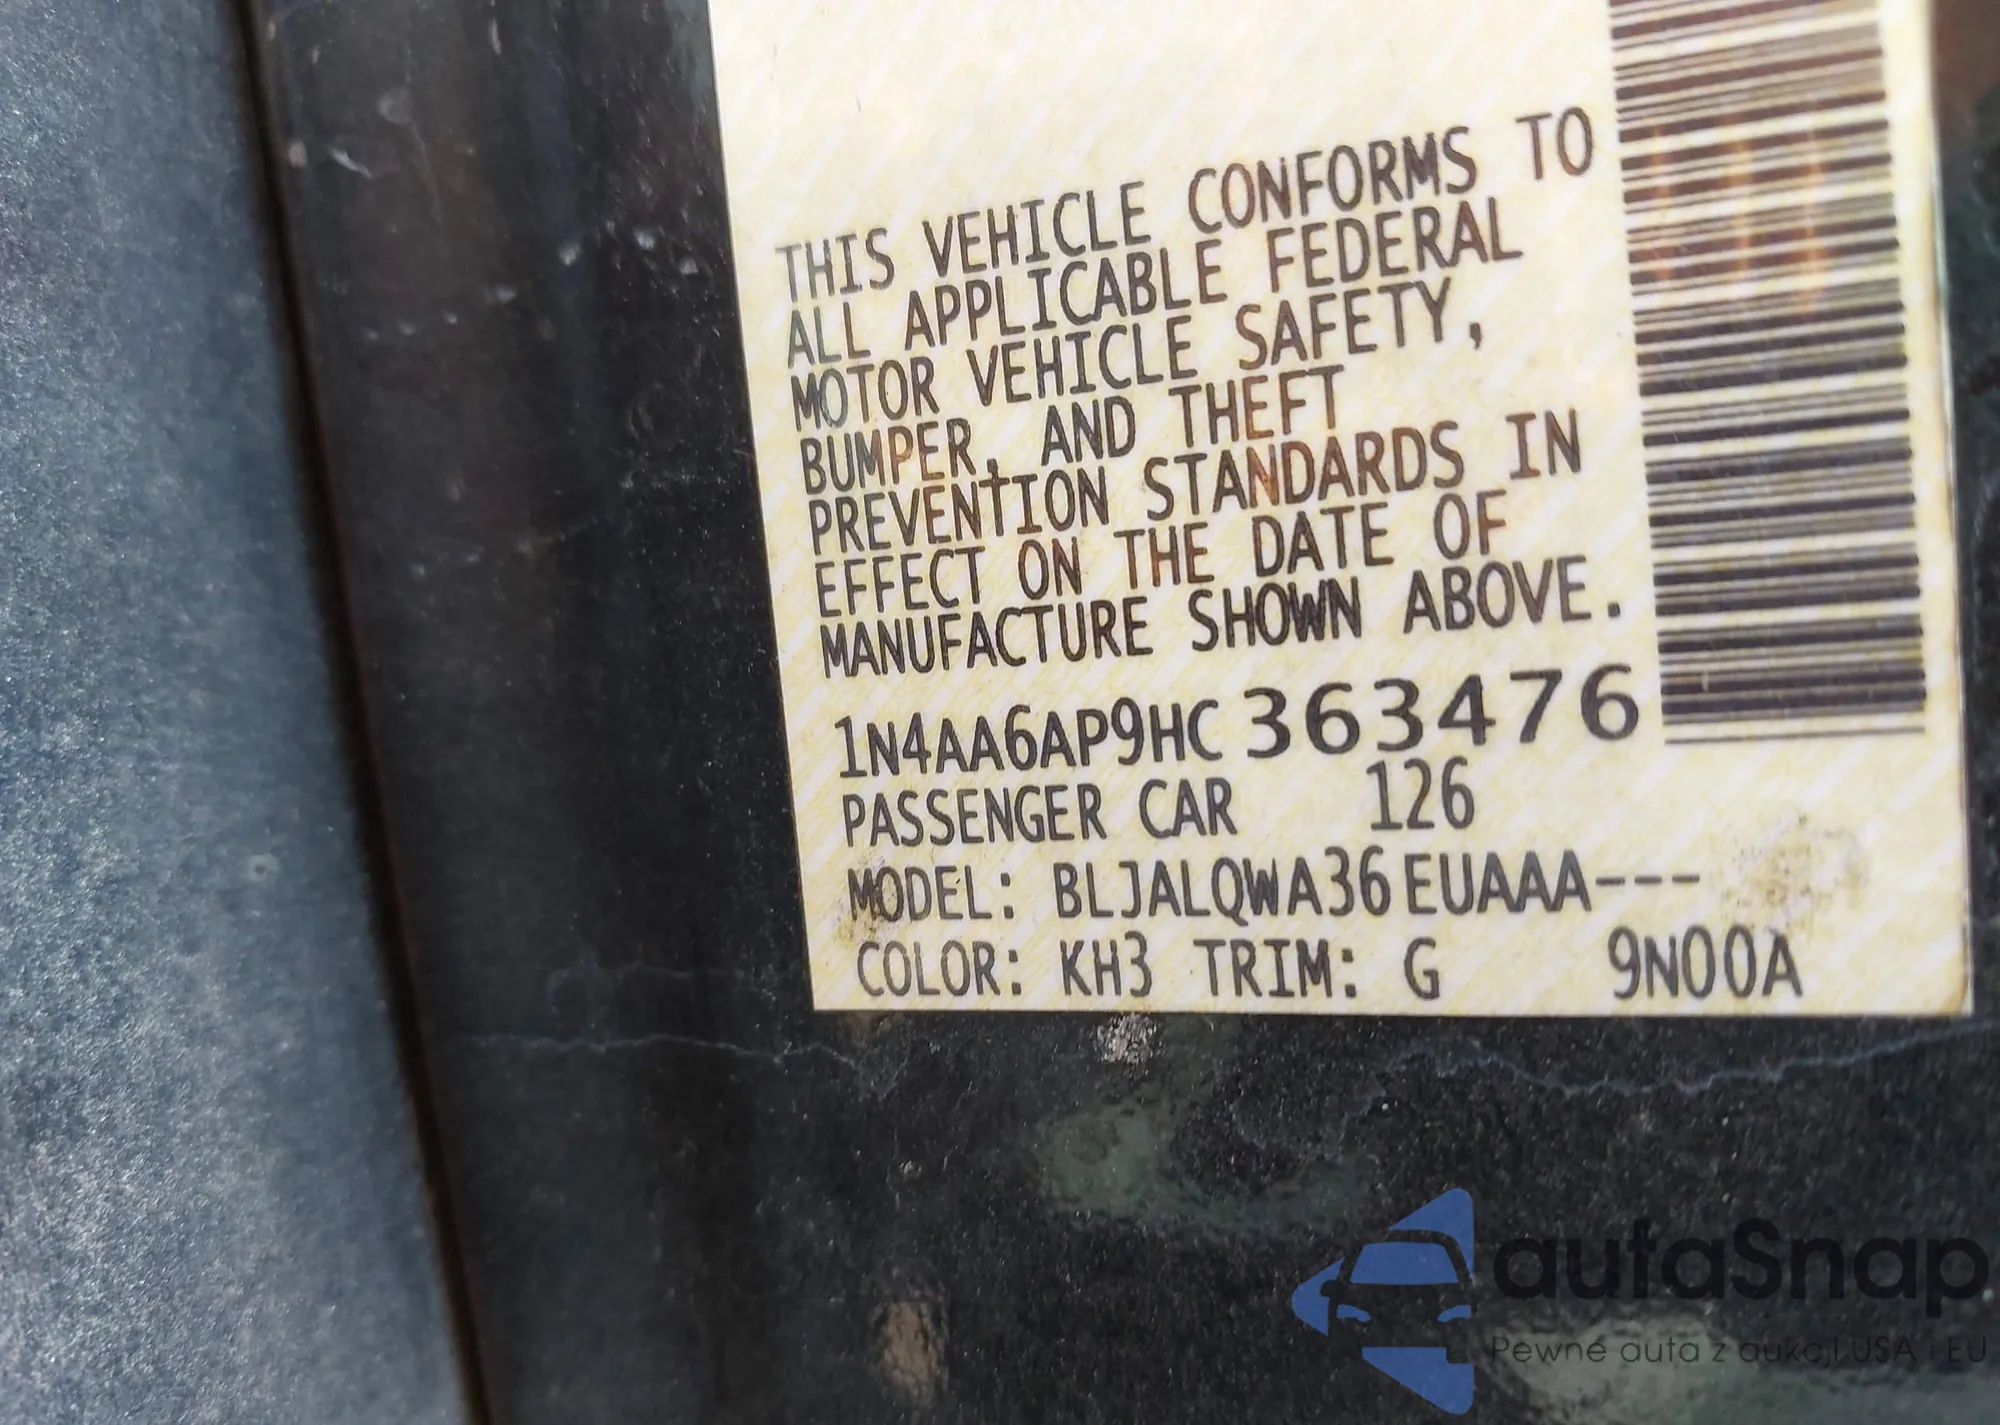 THIS VEHICLE CONFORMS TO
ALL APPLICABLE FEDERAL
MOTOR VEHICLE SAFETY,
BUMPER, AND THEFT
PREVENTION STANDARDS IN
EFFECT ON THE DATE OF
MANUFACTURE SHOWN ABOVE.
1N4AA6AP9HC363476
PASSENGER CAR 126
MODEL: BLJALQWA36EUAAA---
COLOR: KH3 TRIM: G 9N00A
autaSnap
Pewne auta z aukcji USA i EU